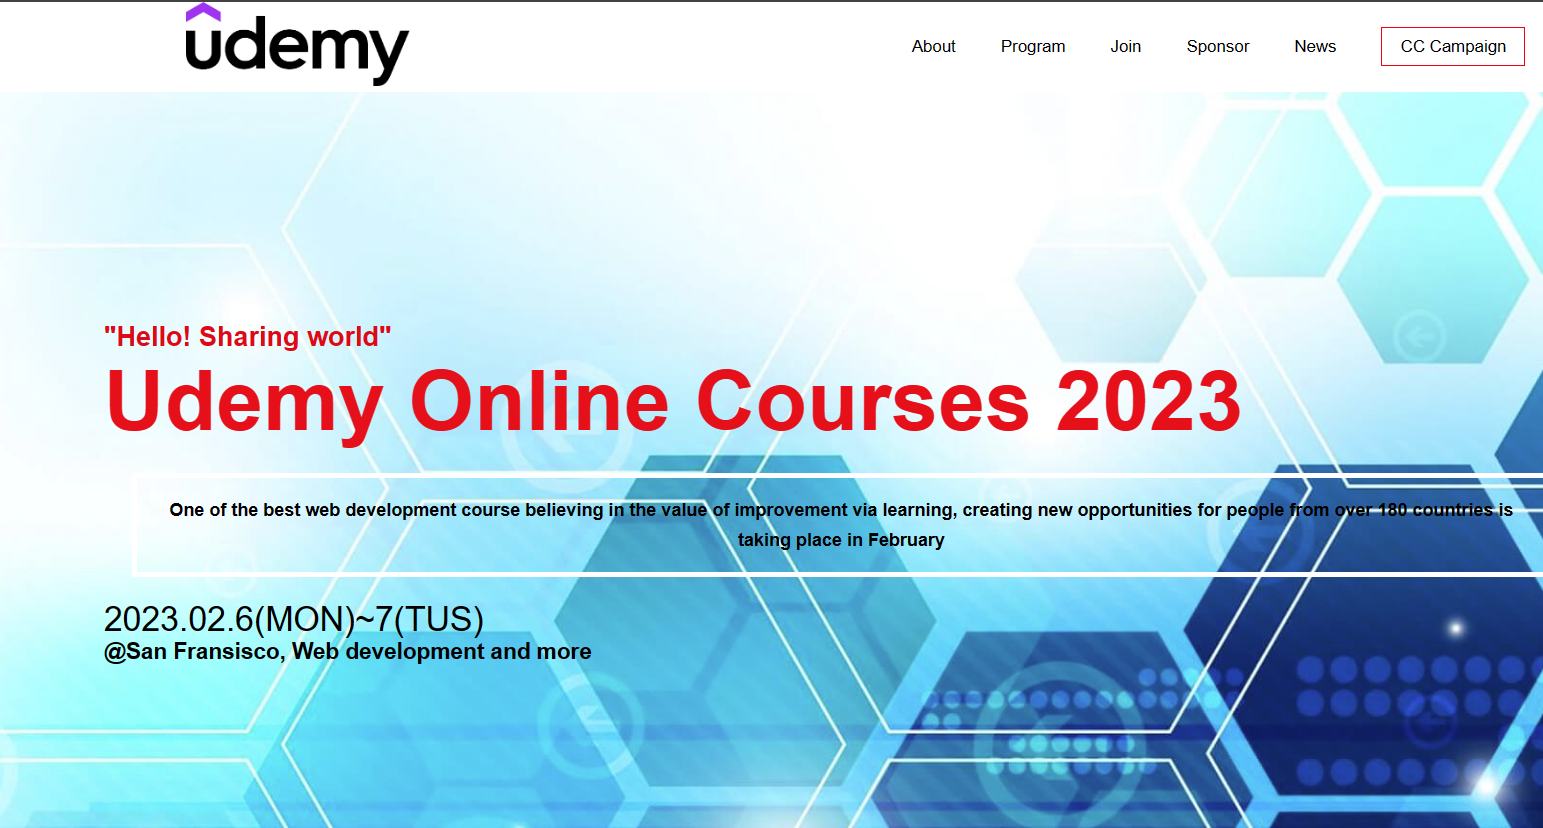 udemy
About Program Join Sponsor News CC Campaign
"Hello! Sharing world"
Udemy Online Courses 2023
One of the best web development course believing in the value of improvement via learning, creating new opportunities for people from over 180 countries is
taking place in February
2023.02.6(MON)~7(TUS)
@San Fransisco, Web development and more